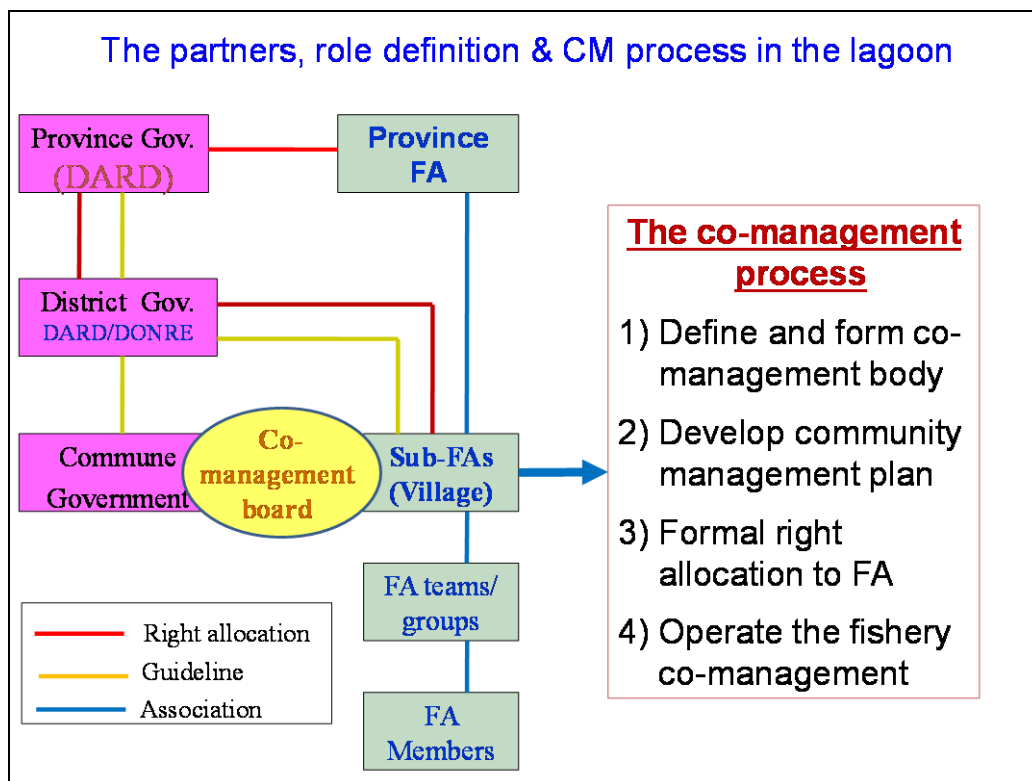 The partners, role definition & CM process in the lagoon
Province Gov.
(DARD)
Province
FA
District Gov.
DARD/DONRE
Commune
Government
Co-
management
board
Sub-FAs
(Village)
FA teams/
groups
FA
Members
Right allocation
Guideline
Association
The co-management
process
1) Define and form co-
management body
2) Develop community
management plan
3) Formal right
allocation to FA
4) Operate the fishery
co-management